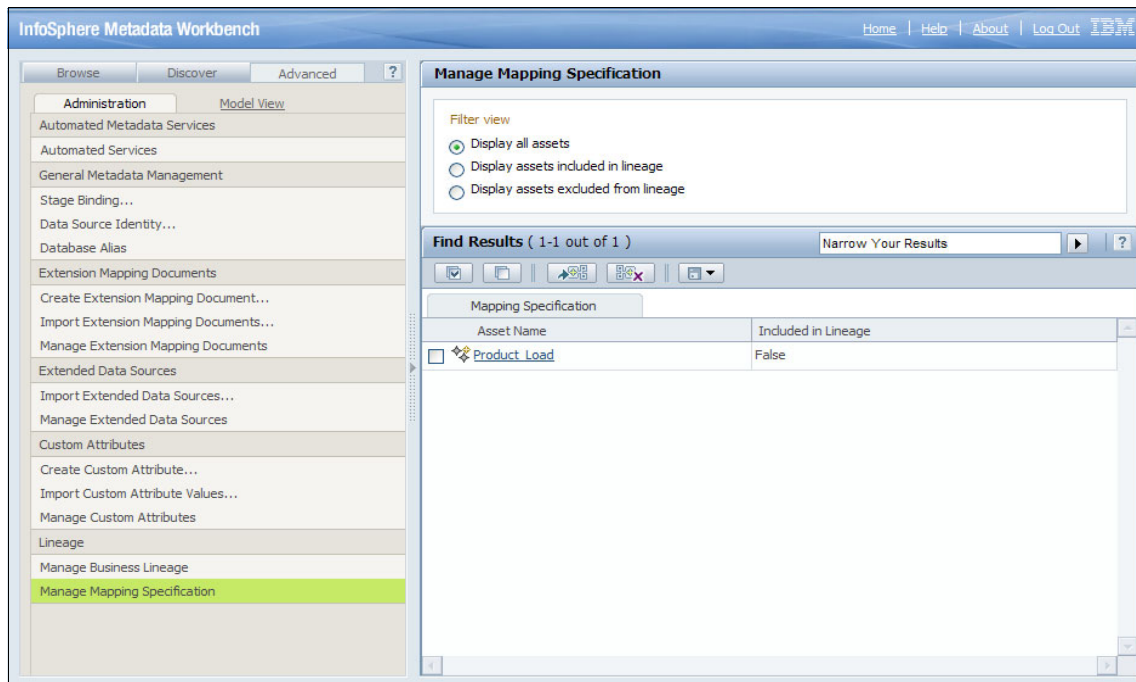 InfoSphere Metadata Workbench
Home | Help | About | Log Out IBM
Browse Discover Advanced ?
Administration Model View
Automated Metadata Services
Automated Services
General Metadata Management
Stage Binding...
Data Source Identity...
Database Alias
Extension Mapping Documents
Create Extension Mapping Document...
Import Extension Mapping Documents...
Manage Extension Mapping Documents
Extended Data Sources
Import Extended Data Sources...
Manage Extended Data Sources
Custom Attributes
Create Custom Attribute...
Import Custom Attribute Values...
Manage Custom Attributes
Lineage
Manage Business Lineage
Manage Mapping Specification
Manage Mapping Specification
Filter view
Display all assets
Display assets included in lineage
Display assets excluded from lineage
Find Results ( 1-1 out of 1 ) Narrow Your Results ?
Mapping Specification
Asset Name Included in Lineage
Product_Load False